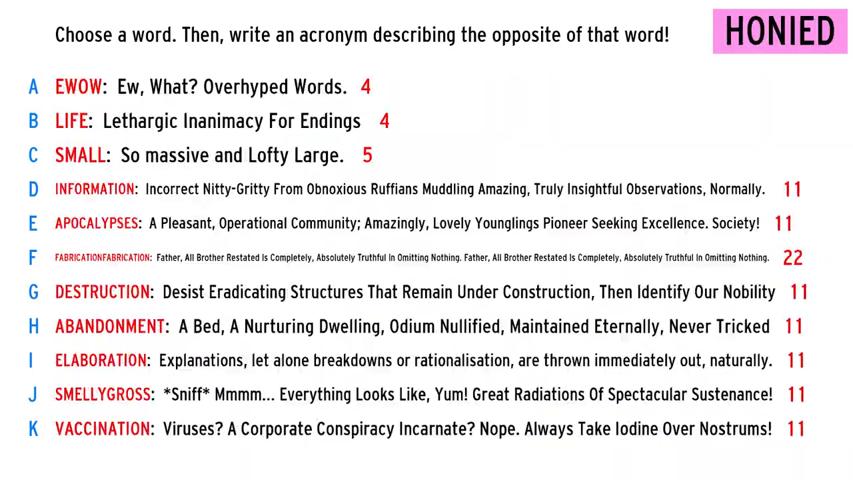 Choose a word. Then, write an acronym describing the opposite of that word!
HONIED
A EWOW: Ew, What? Overhyped Words. 4
B LIFE: Lethargic Inanimacy For Endings 4
C SMALL: So massive and Lofty Large. 5
D INFORMATION: Incorrect Nitty-Gritty From Obnoxious Ruffians Muddling Amazing, Truly Insightful Observations, Normally. 11
E APOCALYPSES: A Pleasant, Operational Community; Amazingly, Lovely Younglings Pioneer Seeking Excellence. Society! 11
F FABRICATIONFABRICATION: Father, All Brother Restated Is Completely, Absolutely Truthful In Omitting Nothing. Father, All Brother Restated Is Completely, Absolutely Truthful In Omitting Nothing. 22
G DESTRUCTION: Desist Eradicating Structures That Remain Under Construction, Then Identify Our Nobility 11
H ABANDONMENT: A Bed, A Nurturing Dwelling, Odium Nullified, Maintained Eternally, Never Tricked 11
I ELABORATION: Explanations, let alone breakdowns or rationalisation, are thrown immediately out, naturally. 11
J SMELLYGROSS: *Sniff* Mmmm... Everything Looks Like, Yum! Great Radiations Of Spectacular Sustenance! 11
K VACCINATION: Viruses? A Corporate Conspiracy Incarnate? Nope. Always Take Iodine Over Nostrums! 11